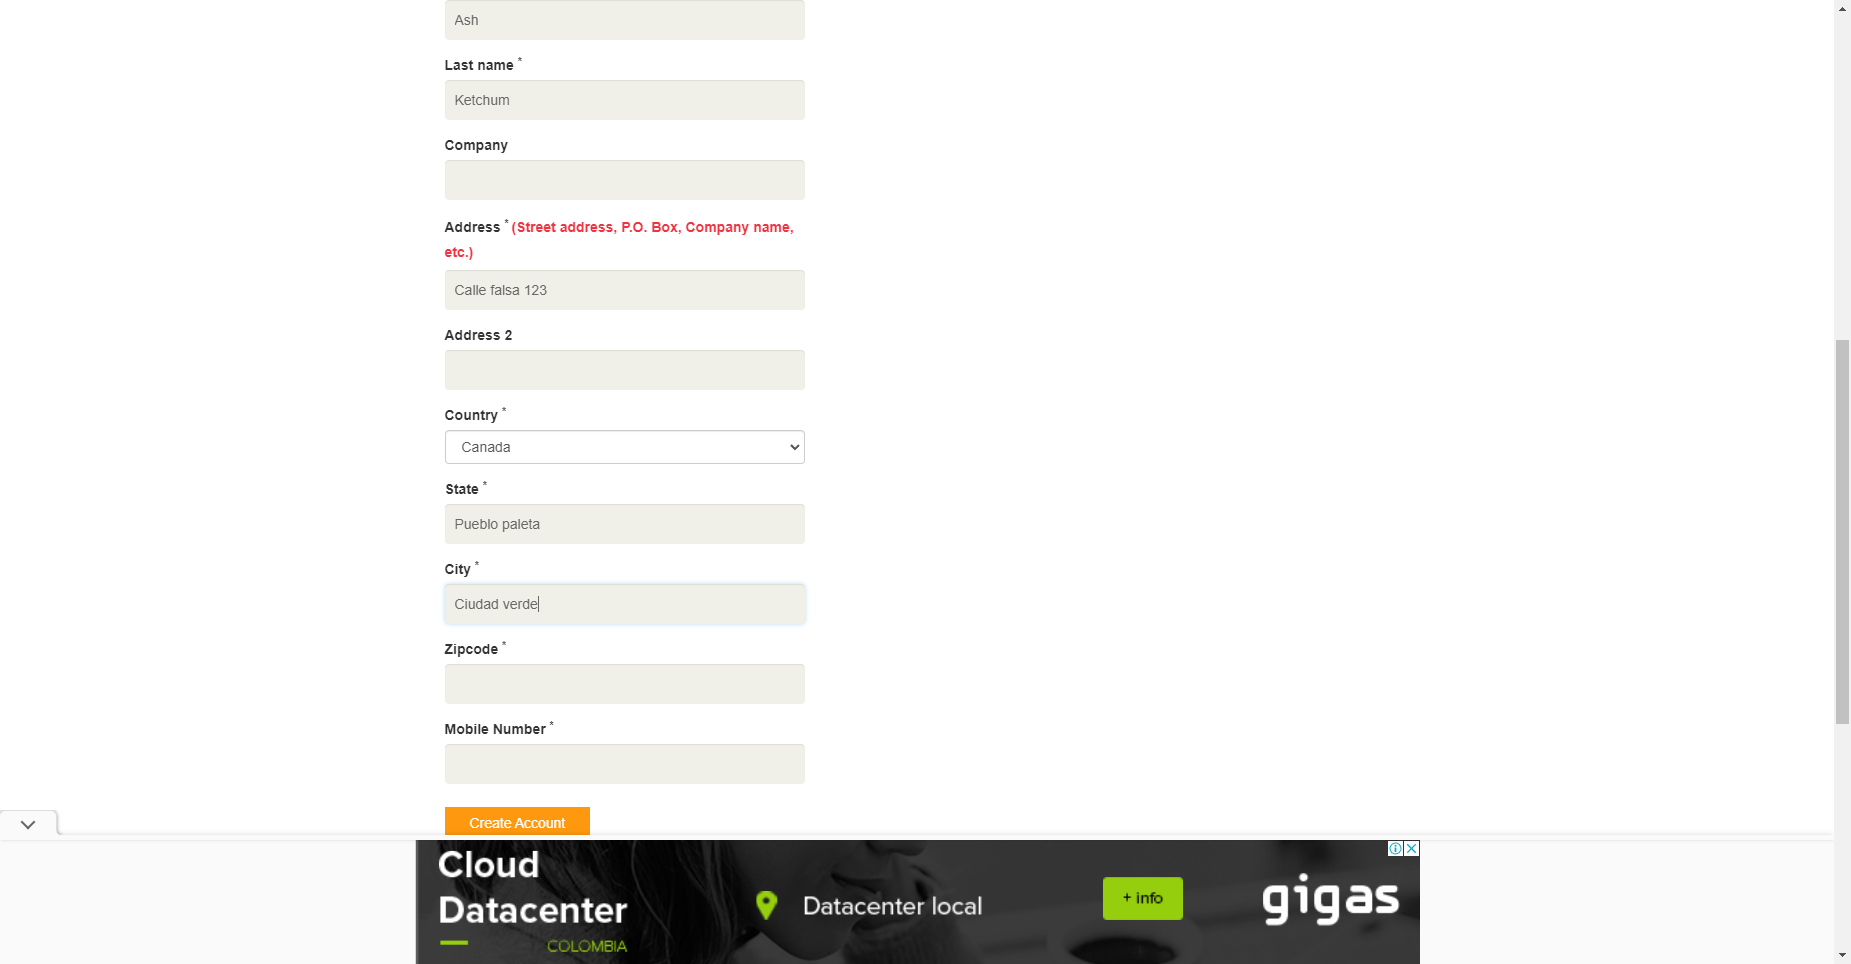 Ash
Last name *
Ketchum
Company
Address * (Street address, P.O. Box, Company name,
etc.)
Calle falsa 123
Address 2
Country *
Canada
State *
Pueblo paleta
City *
Ciudad verde
Zipcode *
Mobile Number *
Create Account
Cloud
Datacenter
COLOMBIA
Datacenter local
+ info
gigas